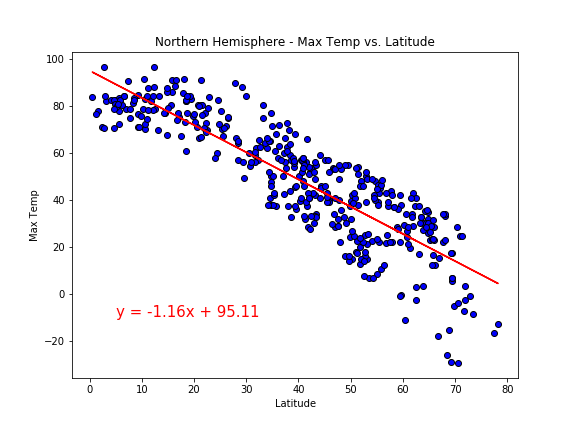 Northern Hemisphere - Max Temp vs. Latitude
100
80
60
40
20
0
−20
Max Temp
y = -1.16x + 95.11
0 10 20 30 40 50 60 70 80
Latitude